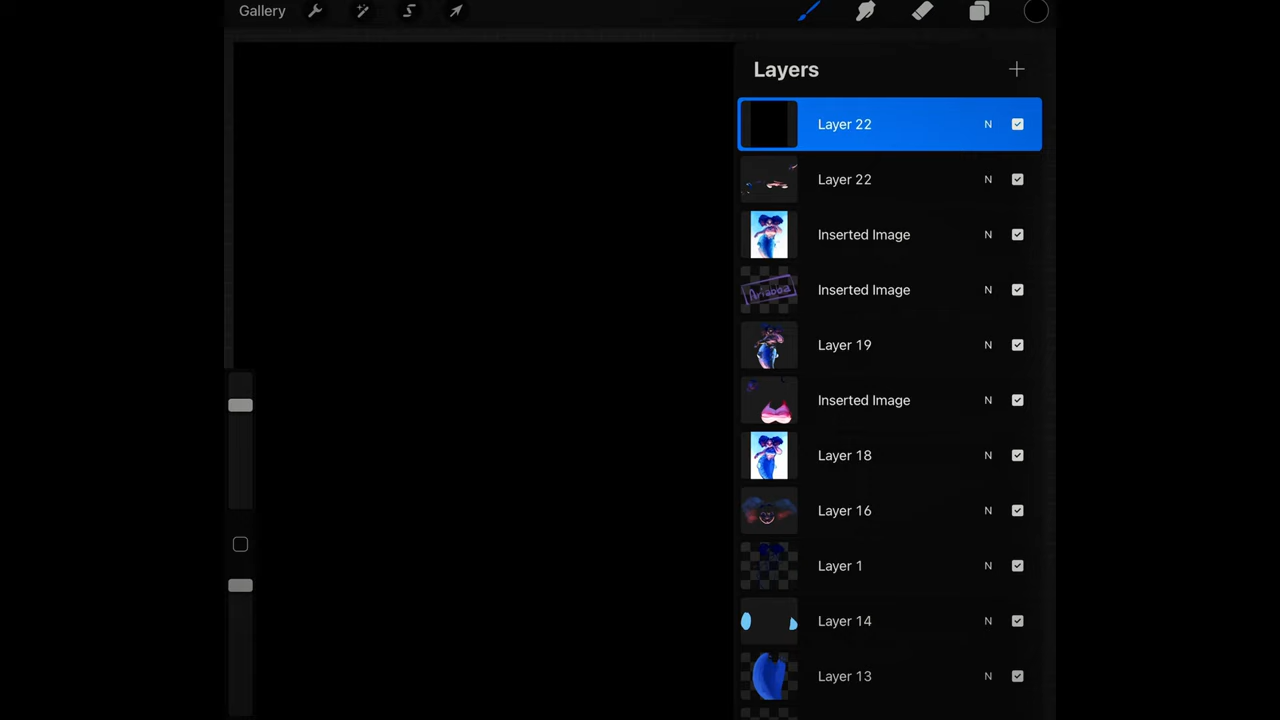 Gallery
Layers
Layer 22 N
Layer 22 N
Inserted Image N
Inserted Image N
Layer 19 N
Inserted Image N
Layer 18 N
Layer 16 N
Layer 1 N
Layer 14 N
Layer 13 N